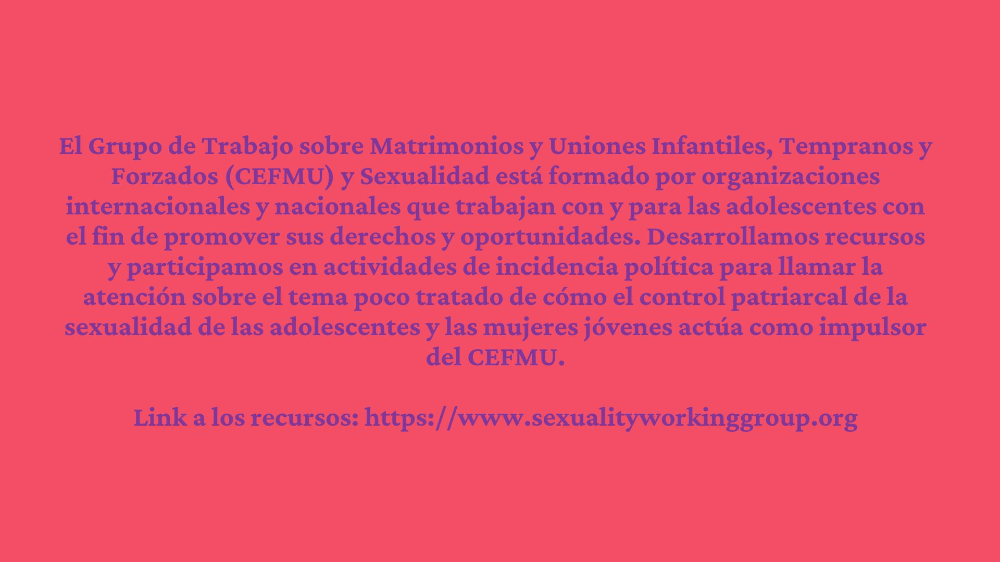 El Grupo de Trabajo sobre Matrimonios y Uniones Infantiles, Tempranos y
Forzados (CEFMU) y Sexualidad está formado por organizaciones
internacionales y nacionales que trabajan con y para las adolescentes con
el fin de promover sus derechos y oportunidades. Desarrollamos recursos
y participamos en actividades de incidencia política para llamar la
atención sobre el tema poco tratado de cómo el control patriarcal de la
sexualidad de las adolescentes y las mujeres jóvenes actúa como impulsor
del CEFMU.
Link a los recursos: https://www.sexualityworkinggroup.org